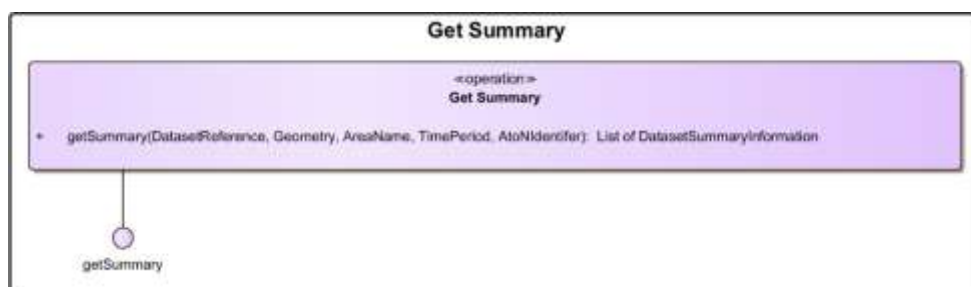 Get Summary
«operation»
Get Summary
+ getSummary(DatasetReference, Geometry, AreaName, TimePeriod, AtoNIdentifer): List of DatasetSummaryInformation
getSummary